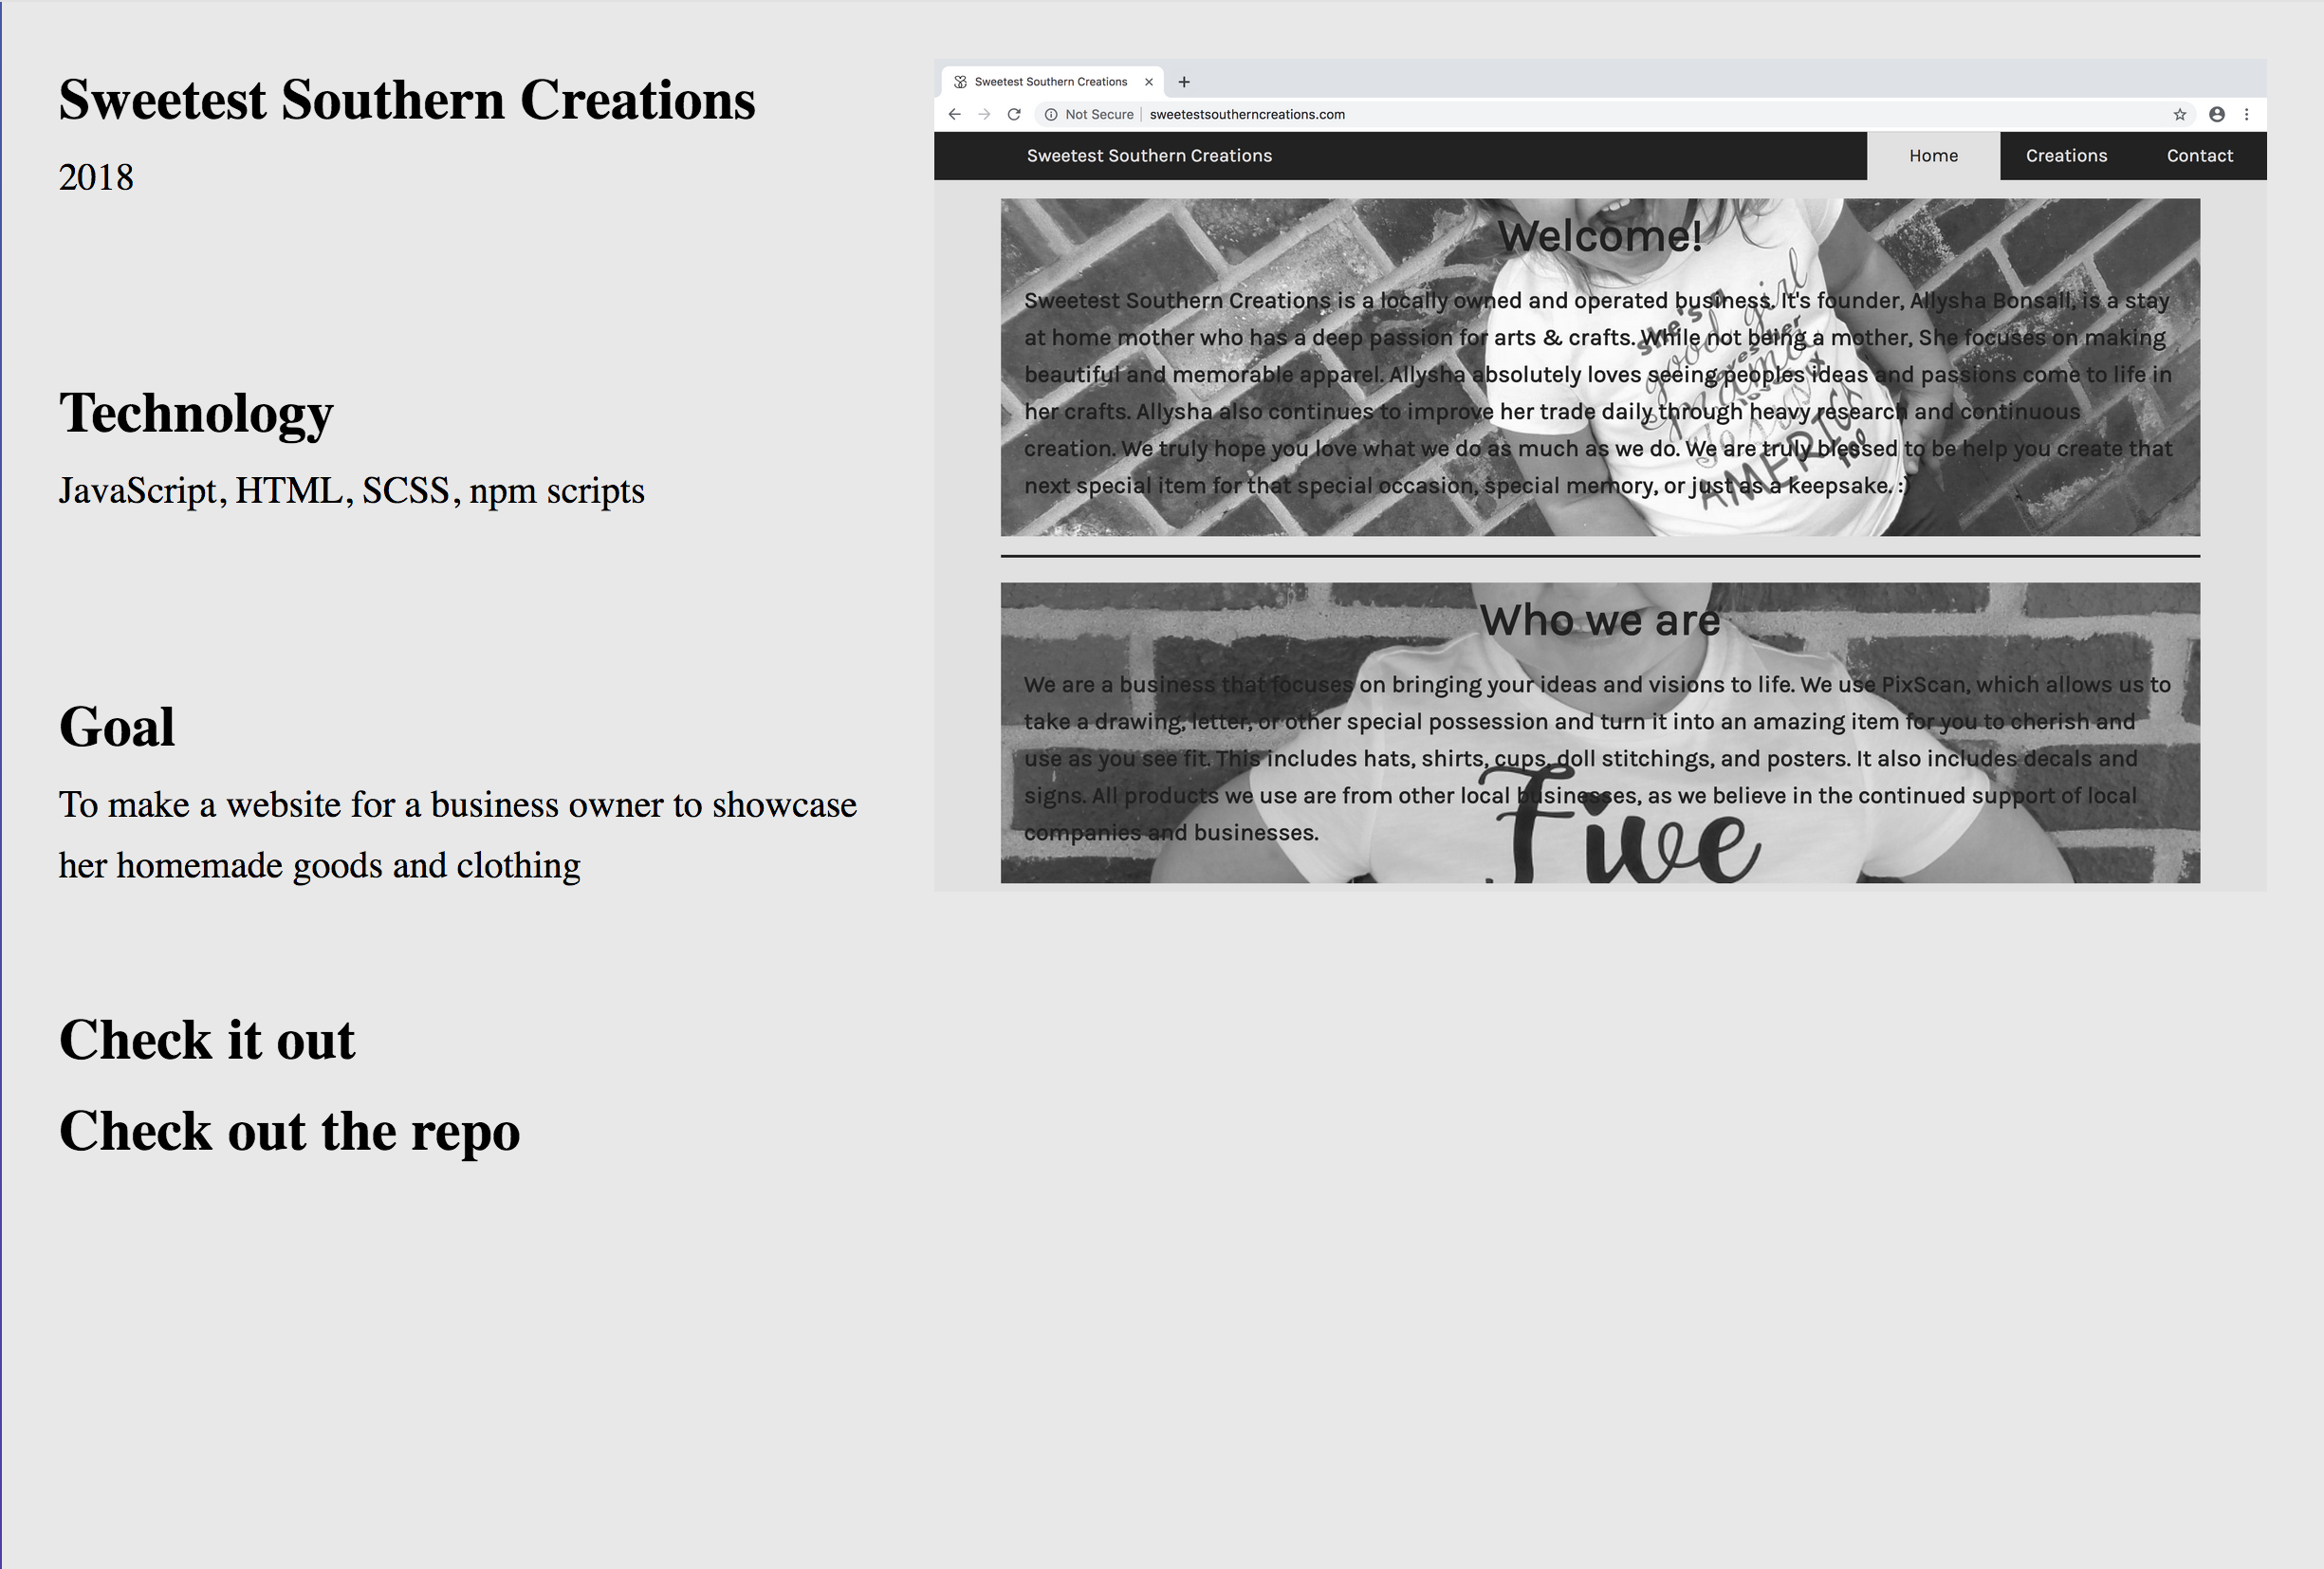 Sweetest Southern Creations
2018
Technology
JavaScript, HTML, SCSS, npm scripts
Goal
To make a website for a business owner to showcase
her homemade goods and clothing
Check it out
Check out the repo
Sweetest Southern Creations
Not Secure | sweetestsoutherncreations.com
Sweetest Southern Creations Home Creations Contact
Welcome!
Sweetest Southern Creations is a locally owned and operated business. It's founder, Allysha Bonsall, is a stay
at home mother who has a deep passion for arts & crafts. While not being a mother, She focuses on making
beautiful and memorable apparel. Allysha absolutely loves seeing peoples ideas and passions come to life in
her crafts. Allysha also continues to improve her trade daily through heavy research and continuous
creation. We truly hope you love what we do as much as we do. We are truly blessed to be help you create that
next special item for that special occasion, special memory, or just as a keepsake. :)
she's a
good girl
loves her
mama
AMERICA
too
Who we are
We are a business that focuses on bringing your ideas and visions to life. We use PixScan, which allows us to
take a drawing, letter, or other special possession and turn it into an amazing item for you to cherish and
use as you see fit. This includes hats, shirts, cups, doll stitchings, and posters. It also includes decals and
signs. All products we use are from other local businesses, as we believe in the continued support of local
companies and businesses.
Five